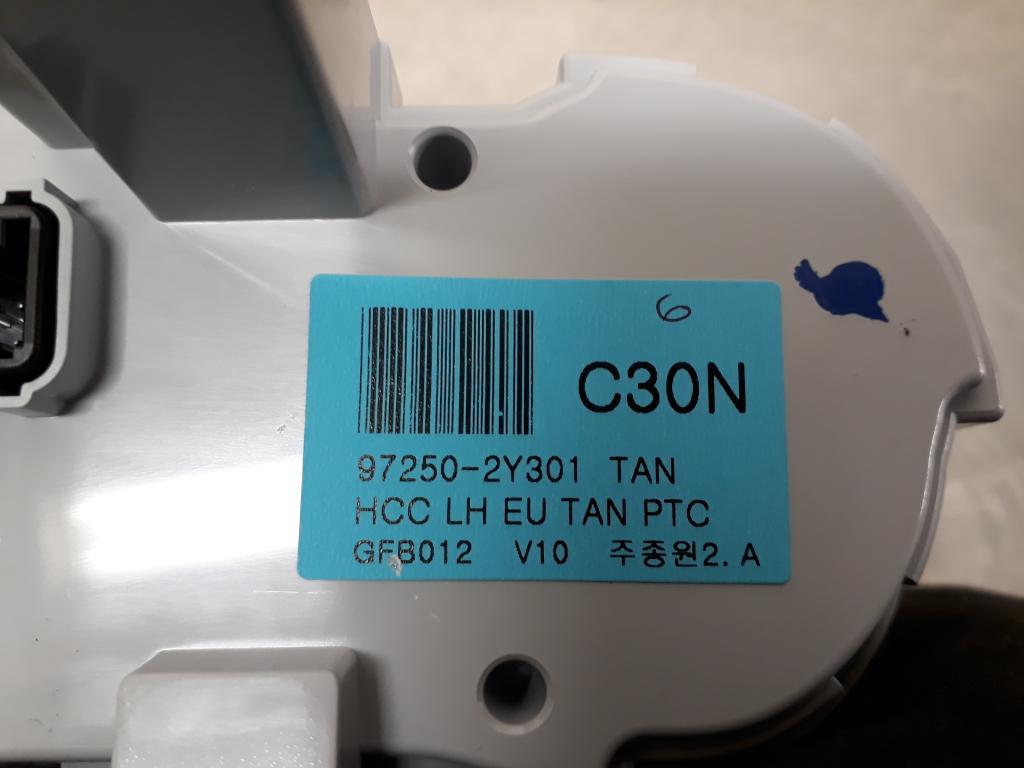 6
C30N
97250-2Y301 TAN
HCC LH EU TAN PTC
GFB012 V10 주종원2. A